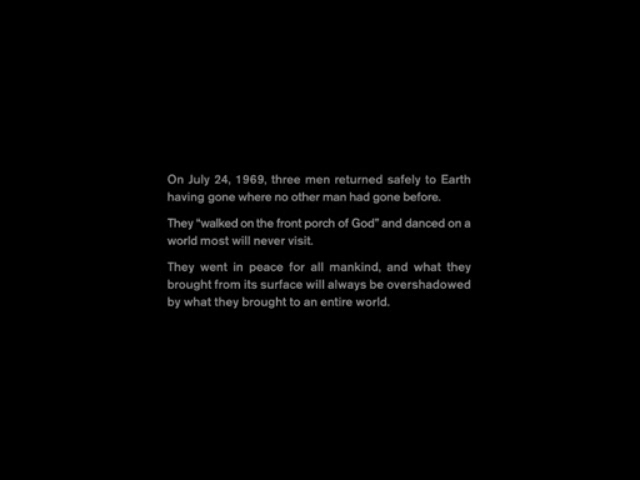 On July 24, 1969, three men returned safely to Earth
having gone where no other man had gone before.
They “walked on the front porch of God” and danced on a
world most will never visit.
They went in peace for all mankind, and what they
brought from its surface will always be overshadowed
by what they brought to an entire world.